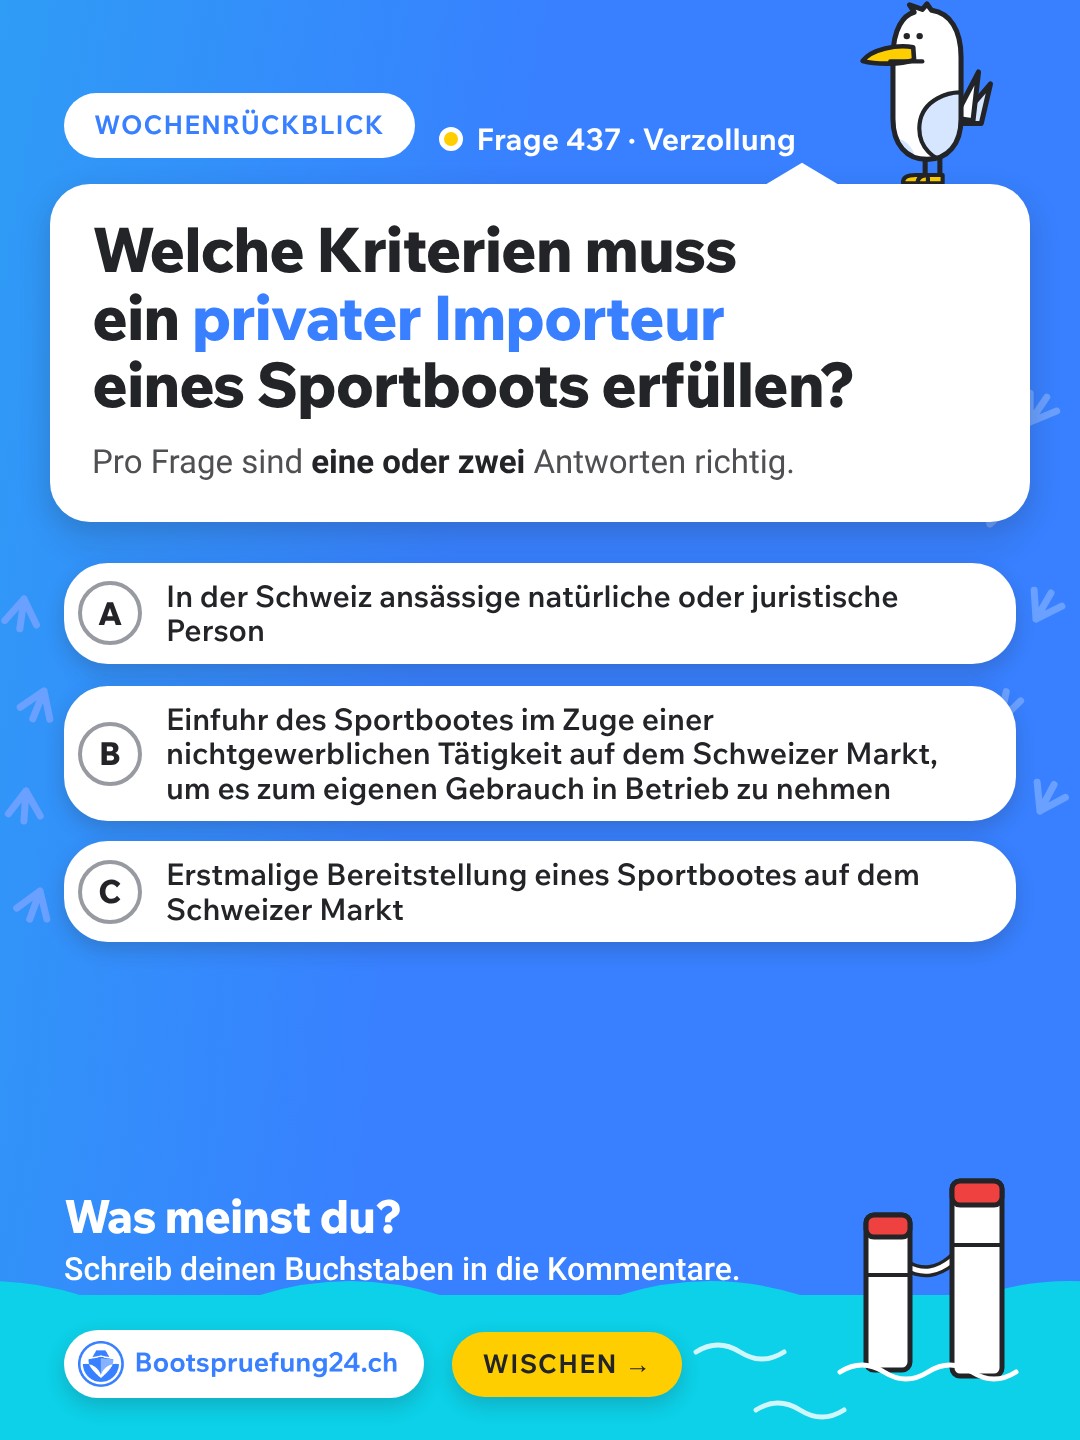 WOCHENRÜCKBLICK
Frage 437 · Verzollung
Welche Kriterien muss
ein privater Importeur
eines Sportboots erfüllen?
Pro Frage sind eine oder zwei Antworten richtig.
A
In der Schweiz ansässige natürliche oder juristische
Person
B
Einfuhr des Sportbootes im Zuge einer
nichtgewerblichen Tätigkeit auf dem Schweizer Markt,
um es zum eigenen Gebrauch in Betrieb zu nehmen
C
Erstmalige Bereitstellung eines Sportbootes auf dem
Schweizer Markt
Was meinst du?
Schreib deinen Buchstaben in die Kommentare.
Bootspruefung24.ch
WISCHEN →